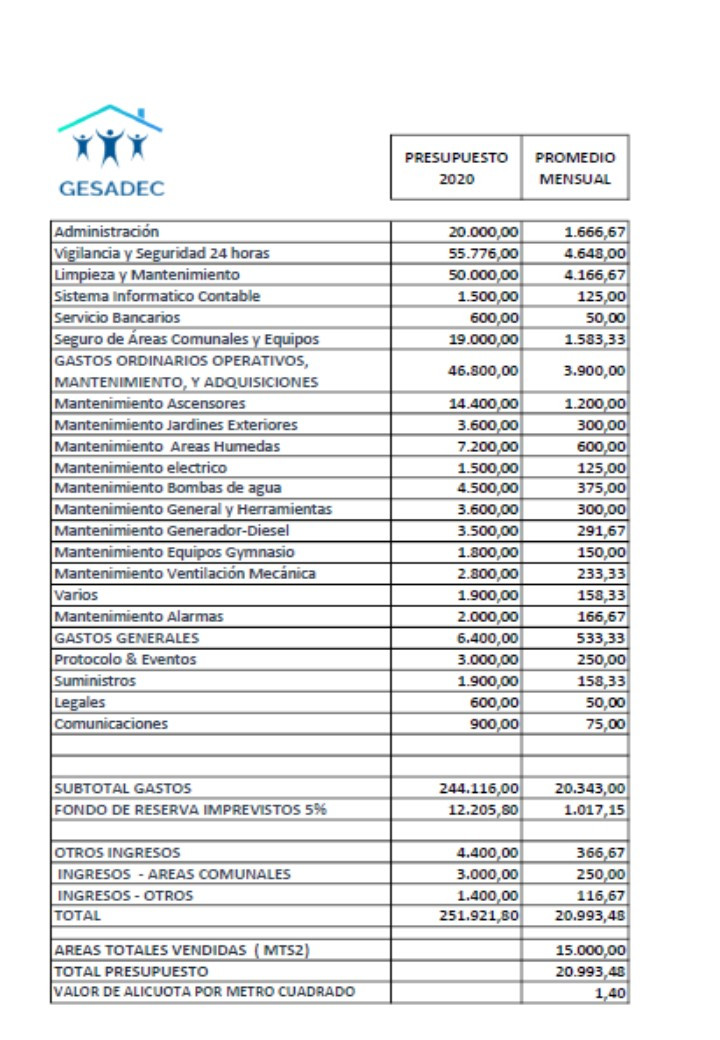 GESADEC
PRESUPUESTO 2020 PROMEDIO MENSUAL
Administración 20.000,00 1.666,67
Vigilancia y Seguridad 24 horas 55.776,00 4.648,00
Limpieza y Mantenimiento 50.000,00 4.166,67
Sistema Informatico Contable 1.500,00 125,00
Servicio Bancarios 600,00 50,00
Seguro de Áreas Comunales y Equipos 19.000,00 1.583,33
GASTOS ORDINARIOS OPERATIVOS,
MANTENIMIENTO, Y ADQUISICIONES 46.800,00 3.900,00
Mantenimiento Ascensores 14.400,00 1.200,00
Mantenimiento Jardines Exteriores 3.600,00 300,00
Mantenimiento Areas Humedas 7.200,00 600,00
Mantenimiento electrico 1.500,00 125,00
Mantenimiento Bombas de agua 4.500,00 375,00
Mantenimiento General y Herramientas 3.600,00 300,00
Mantenimiento Generador-Diesel 3.500,00 291,67
Mantenimiento Equipos Gymnasio 1.800,00 150,00
Mantenimiento Ventilación Mecánica 2.800,00 233,33
Varios 1.900,00 158,33
Mantenimiento Alarmas 2.000,00 166,67
GASTOS GENERALES 6.400,00 533,33
Protocolo & Eventos 3.000,00 250,00
Suministros 1.900,00 158,33
Legales 600,00 50,00
Comunicaciones 900,00 75,00
SUBTOTAL GASTOS 244.116,00 20.343,00
FONDO DE RESERVA IMPREVISTOS 5% 12.205,80 1.017,15
OTROS INGRESOS 4.400,00 366,67
INGRESOS - AREAS COMUNALES 3.000,00 250,00
INGRESOS - OTROS 1.400,00 116,67
TOTAL 251.921,80 20.993,48
AREAS TOTALES VENDIDAS ( MTS2) 15.000,00
TOTAL PRESUPUESTO 20.993,48
VALOR DE ALICUOTA POR METRO CUADRADO 1,40